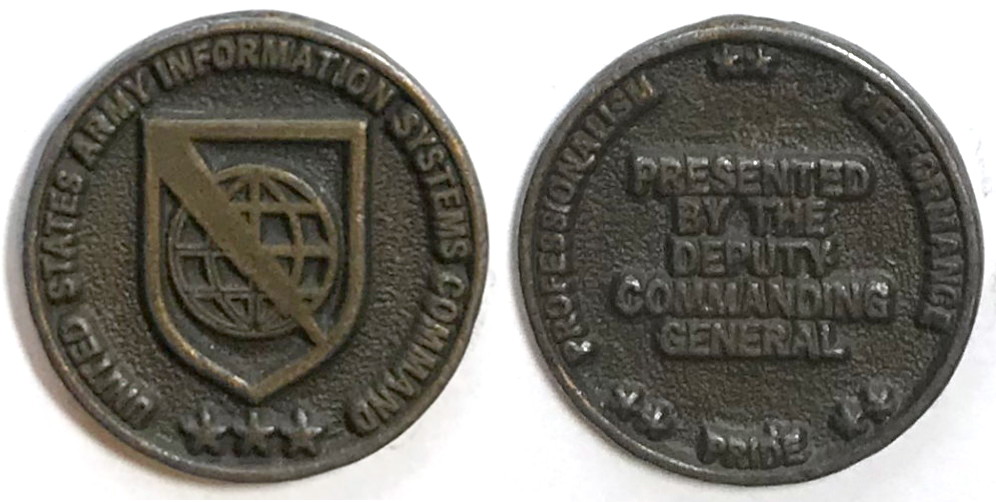 UNITED STATES ARMY INFORMATION SYSTEMS COMMAND
PROFESSIONALISM
PERFORMANCE
PRESENTED
BY THE
DEPUTY
COMMANDING
GENERAL
PRIDE